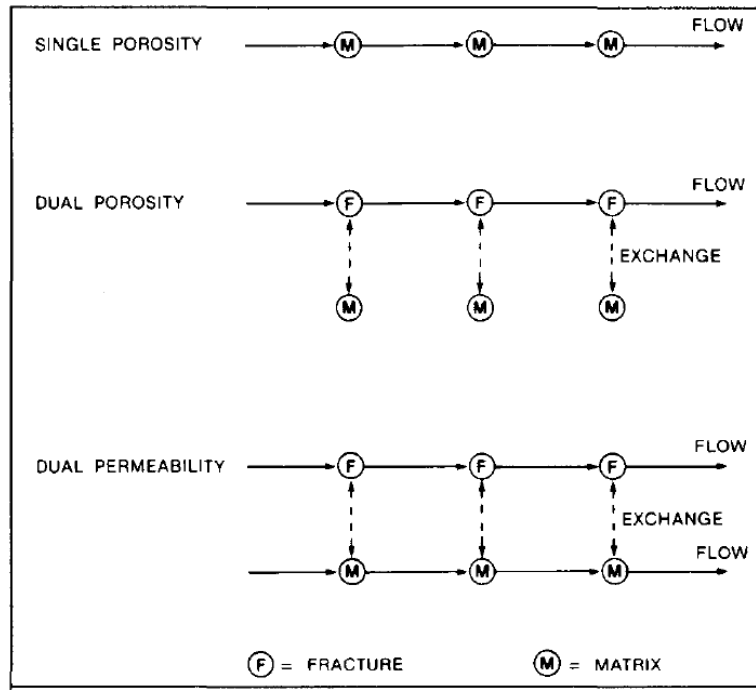 FLOW
SINGLE POROSITY
M M M
FLOW
DUAL POROSITY
F F F
EXCHANGE
M M M
FLOW
DUAL PERMEABILITY
F F F
EXCHANGE
FLOW
M M M
F = FRACTURE M = MATRIX